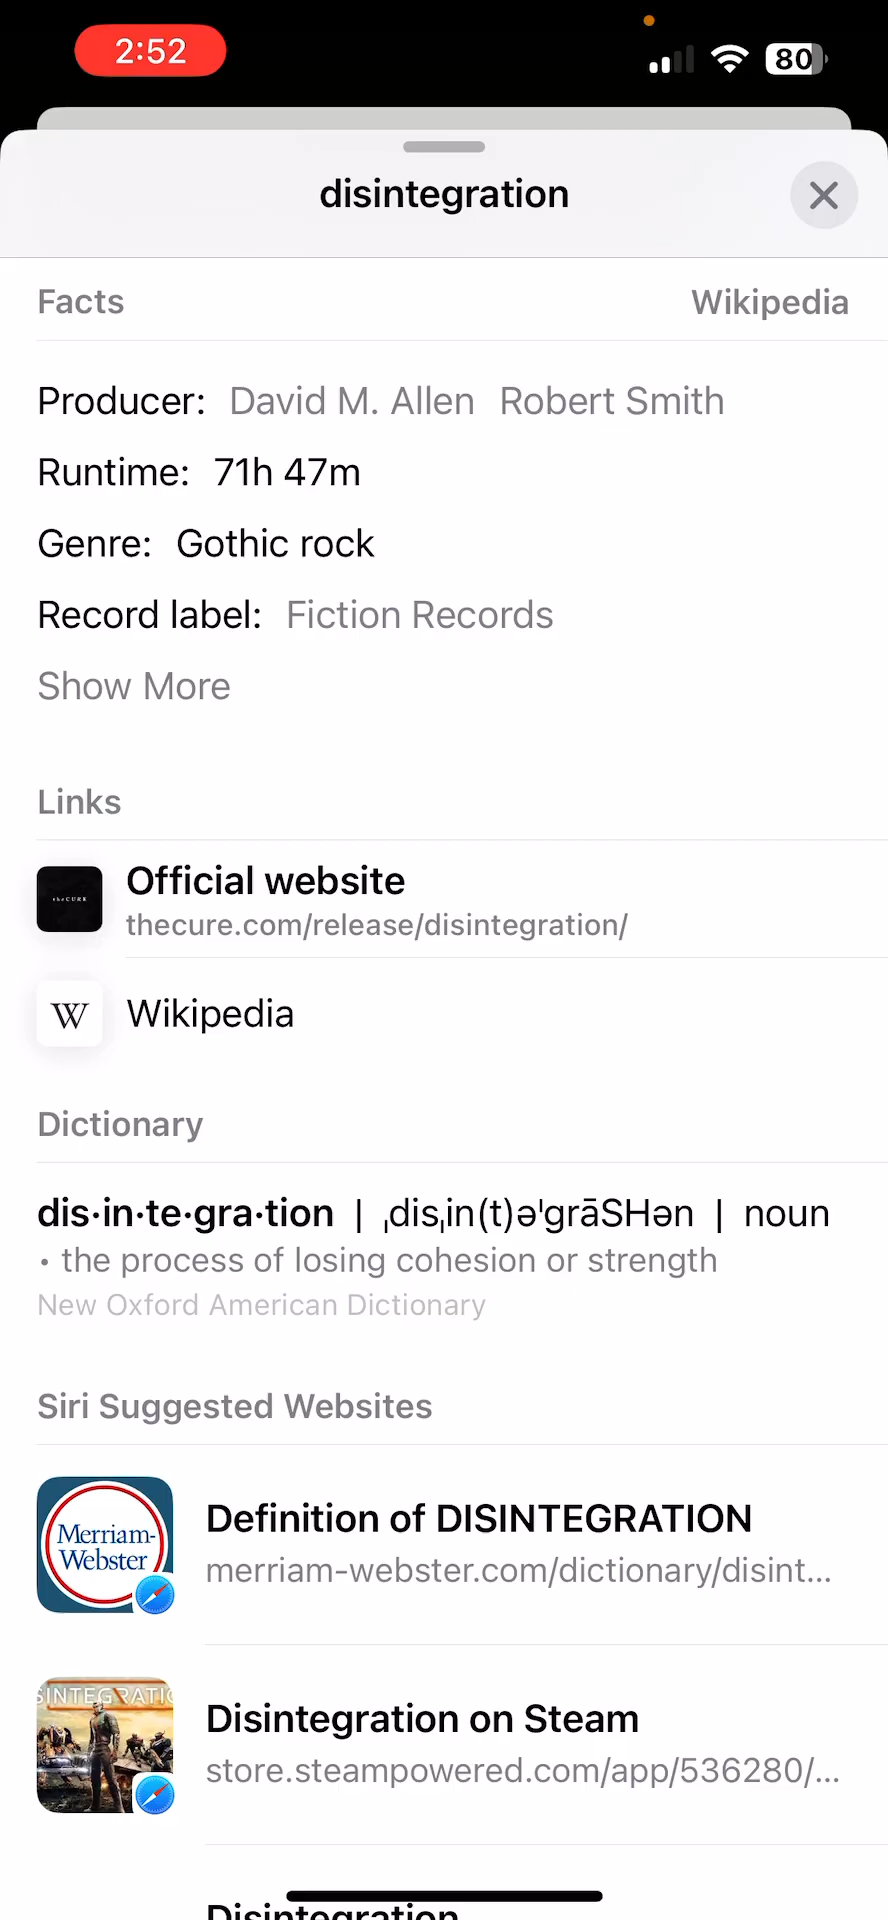 2:52
80
disintegration
Facts Wikipedia
Producer: David M. Allen Robert Smith
Runtime: 71h 47m
Genre: Gothic rock
Record label: Fiction Records
Show More
Links
theCURE
Official website
thecure.com/release/disintegration/
W
Wikipedia
Dictionary
dis·in·te·gra·tion | ˌdisˌin(t)əˈgrāSHən | noun
• the process of losing cohesion or strength
New Oxford American Dictionary
Siri Suggested Websites
Merriam-
Webster
Definition of DISINTEGRATION
merriam-webster.com/dictionary/disint...
SINTEGRATIO
Disintegration on Steam
store.steampowered.com/app/536280/...
Disintegration